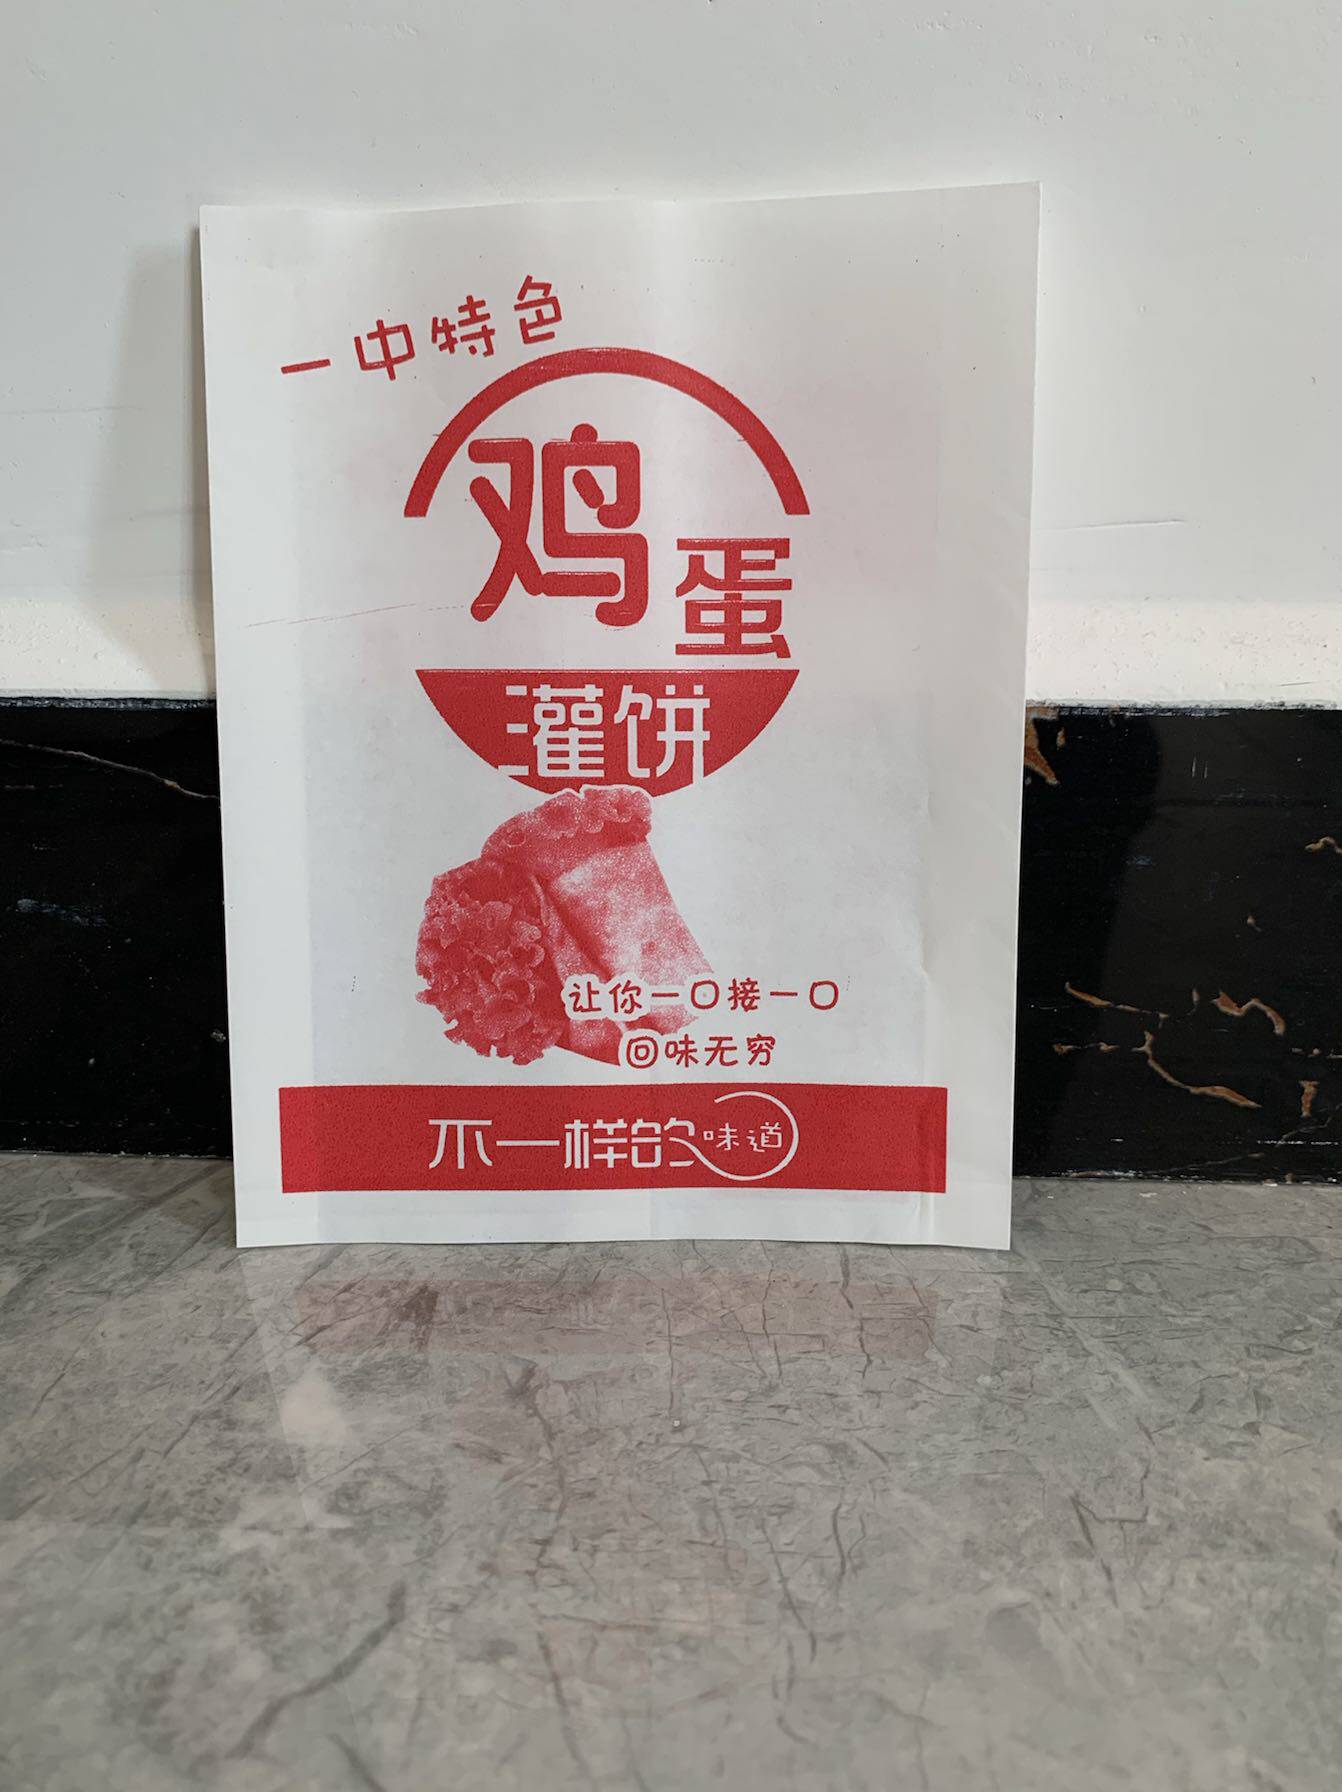 一中特色
鸡蛋
灌饼
让你一口接一口
回味无穷
不一样的味道